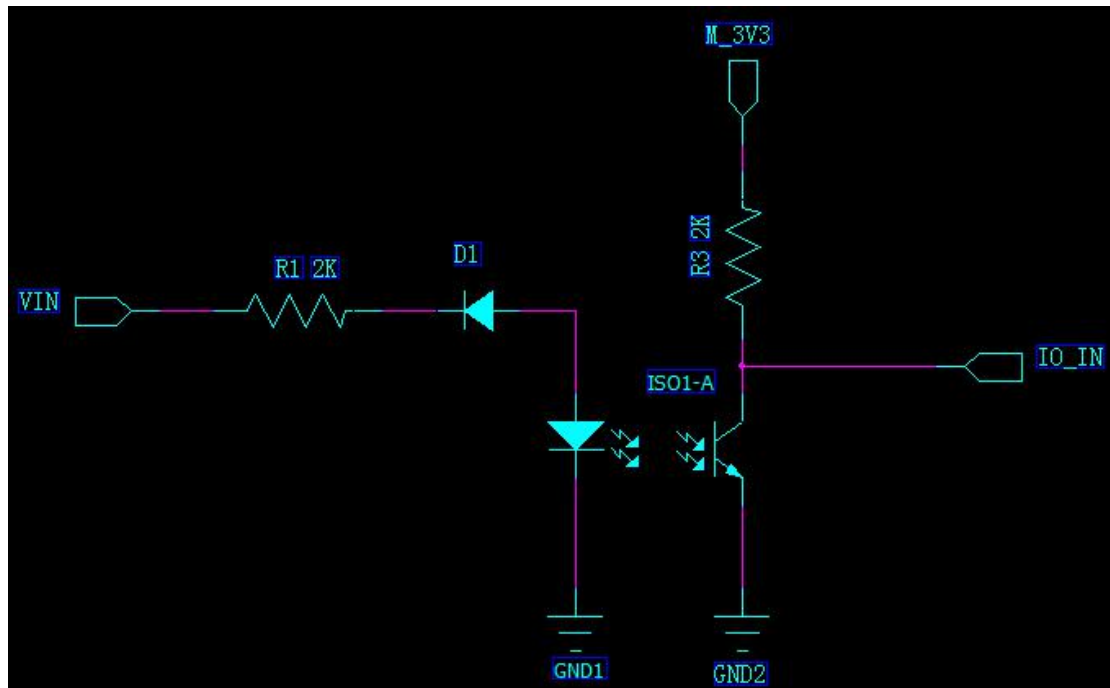 M_3V3
R3 2K
D1
R1 2K
VIN
IO_IN
ISO1-A
GND1
GND2